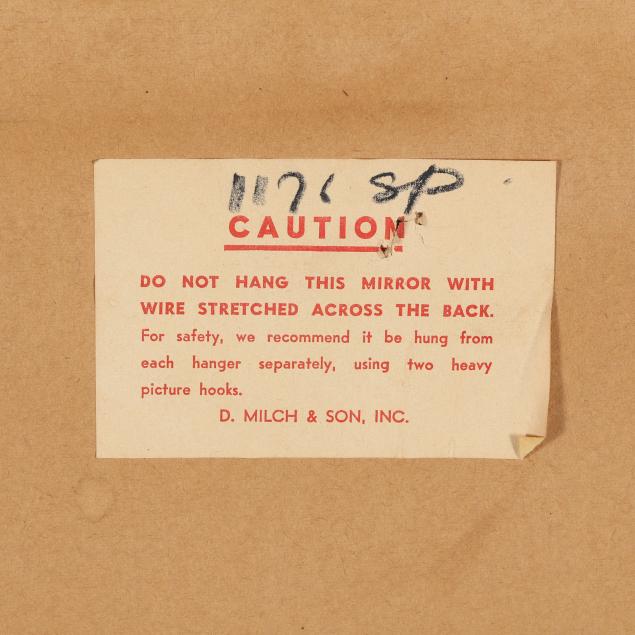 1176 SP
CAUTION
DO NOT HANG THIS MIRROR WITH
WIRE STRETCHED ACROSS THE BACK.
For safety, we recommend it be hung from
each hanger separately, using two heavy
picture hooks.
D. MILCH & SON, INC.